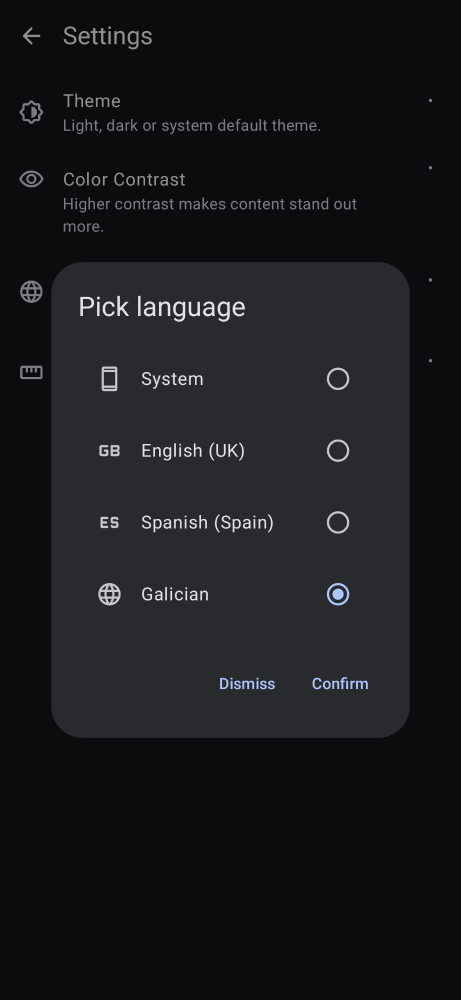 Settings
Theme
Light, dark or system default theme.
Color Contrast
Higher contrast makes content stand out
more.
Pick language
System
GB English (UK)
ES Spanish (Spain)
Galician
Dismiss Confirm